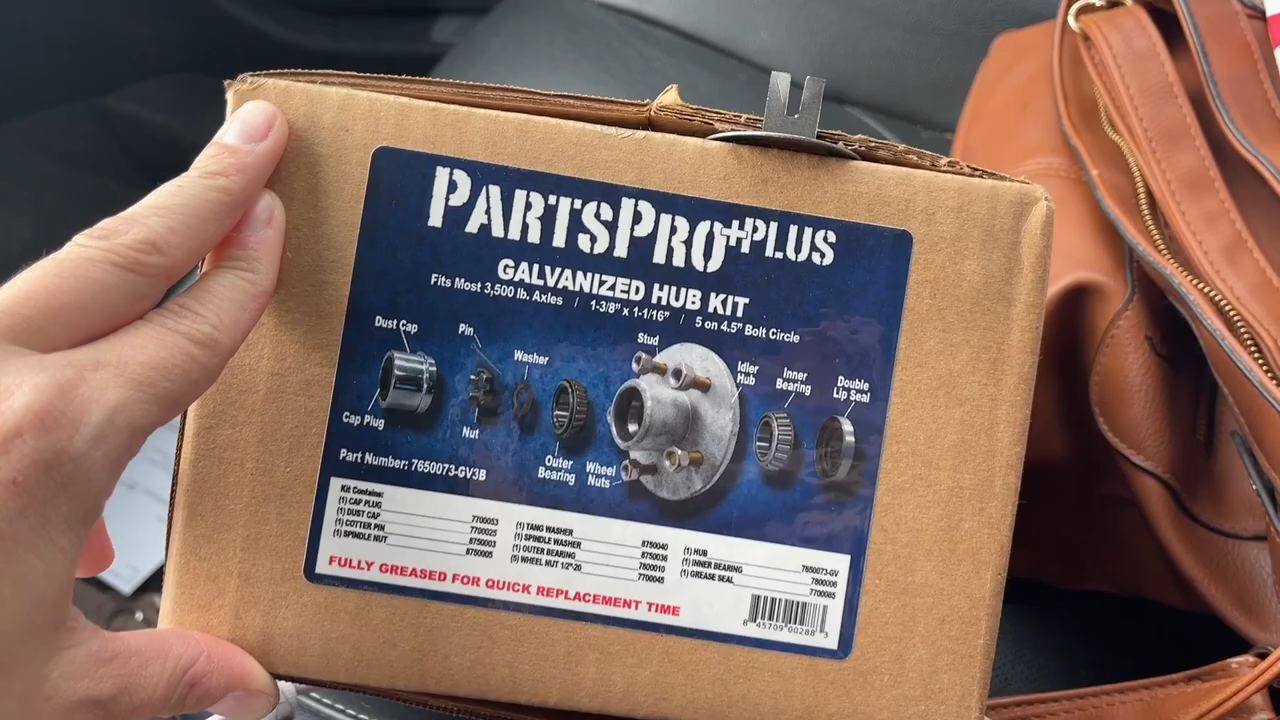 PARTSPRO+PLUS
GALVANIZED HUB KIT
Fits Most 3,500 lb. Axles / 1-3/8" x 1-1/16" / 5 on 4.5" Bolt Circle
Dust Cap
Pin
Washer
Stud
Idler
Hub
Inner
Bearing
Double
Lip Seal
Cap Plug
Nut
Outer
Bearing
Wheel
Nuts
Part Number: 7650073-GV3B
Kit Contains:
(1) CAP PLUG 7700053
(1) DUST CAP 7700025
(1) COTTER PIN 8750003
(1) SPINDLE NUT 8750005
(1) TANG WASHER 8750040
(1) SPINDLE WASHER 8750036
(1) OUTER BEARING 7800010
(5) WHEEL NUT 1/2"-20 7700045
(1) HUB 7650073-GV
(1) INNER BEARING 7800006
(1) GREASE SEAL 7700085
FULLY GREASED FOR QUICK REPLACEMENT TIME
8 45709 00288 3